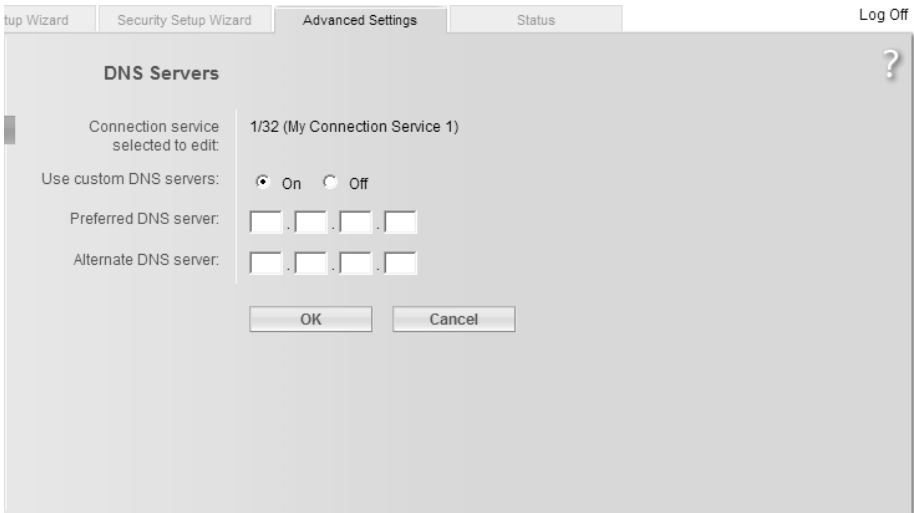 tup Wizard
Security Setup Wizard
Advanced Settings
Status
Log Off
?
DNS Servers
Connection service
selected to edit:
1/32 (My Connection Service 1)
Use custom DNS servers:
On
Off
Preferred DNS server:
. . .
Alternate DNS server:
. . .
OK
Cancel